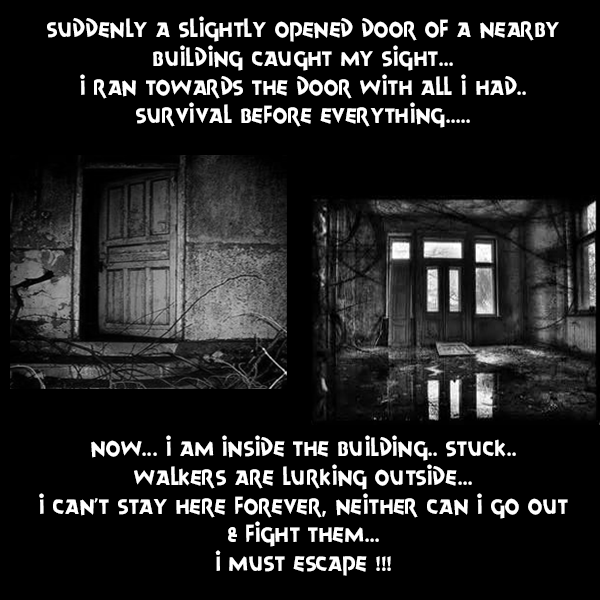 SUDDENLY A SLIGHTLY OPENED DOOR OF A NEARBY
BUILDING CAUGHT MY SIGHT...
I RAN TOWARDS THE DOOR WITH ALL I HAD..
SURVIVAL BEFORE EVERYTHING.....
NOW... I AM INSIDE THE BUILDING.. STUCK..
WALKERS ARE LURKING OUTSIDE...
I CAN'T STAY HERE FOREVER, NEITHER CAN I GO OUT
& FIGHT THEM...
I MUST ESCAPE !!!